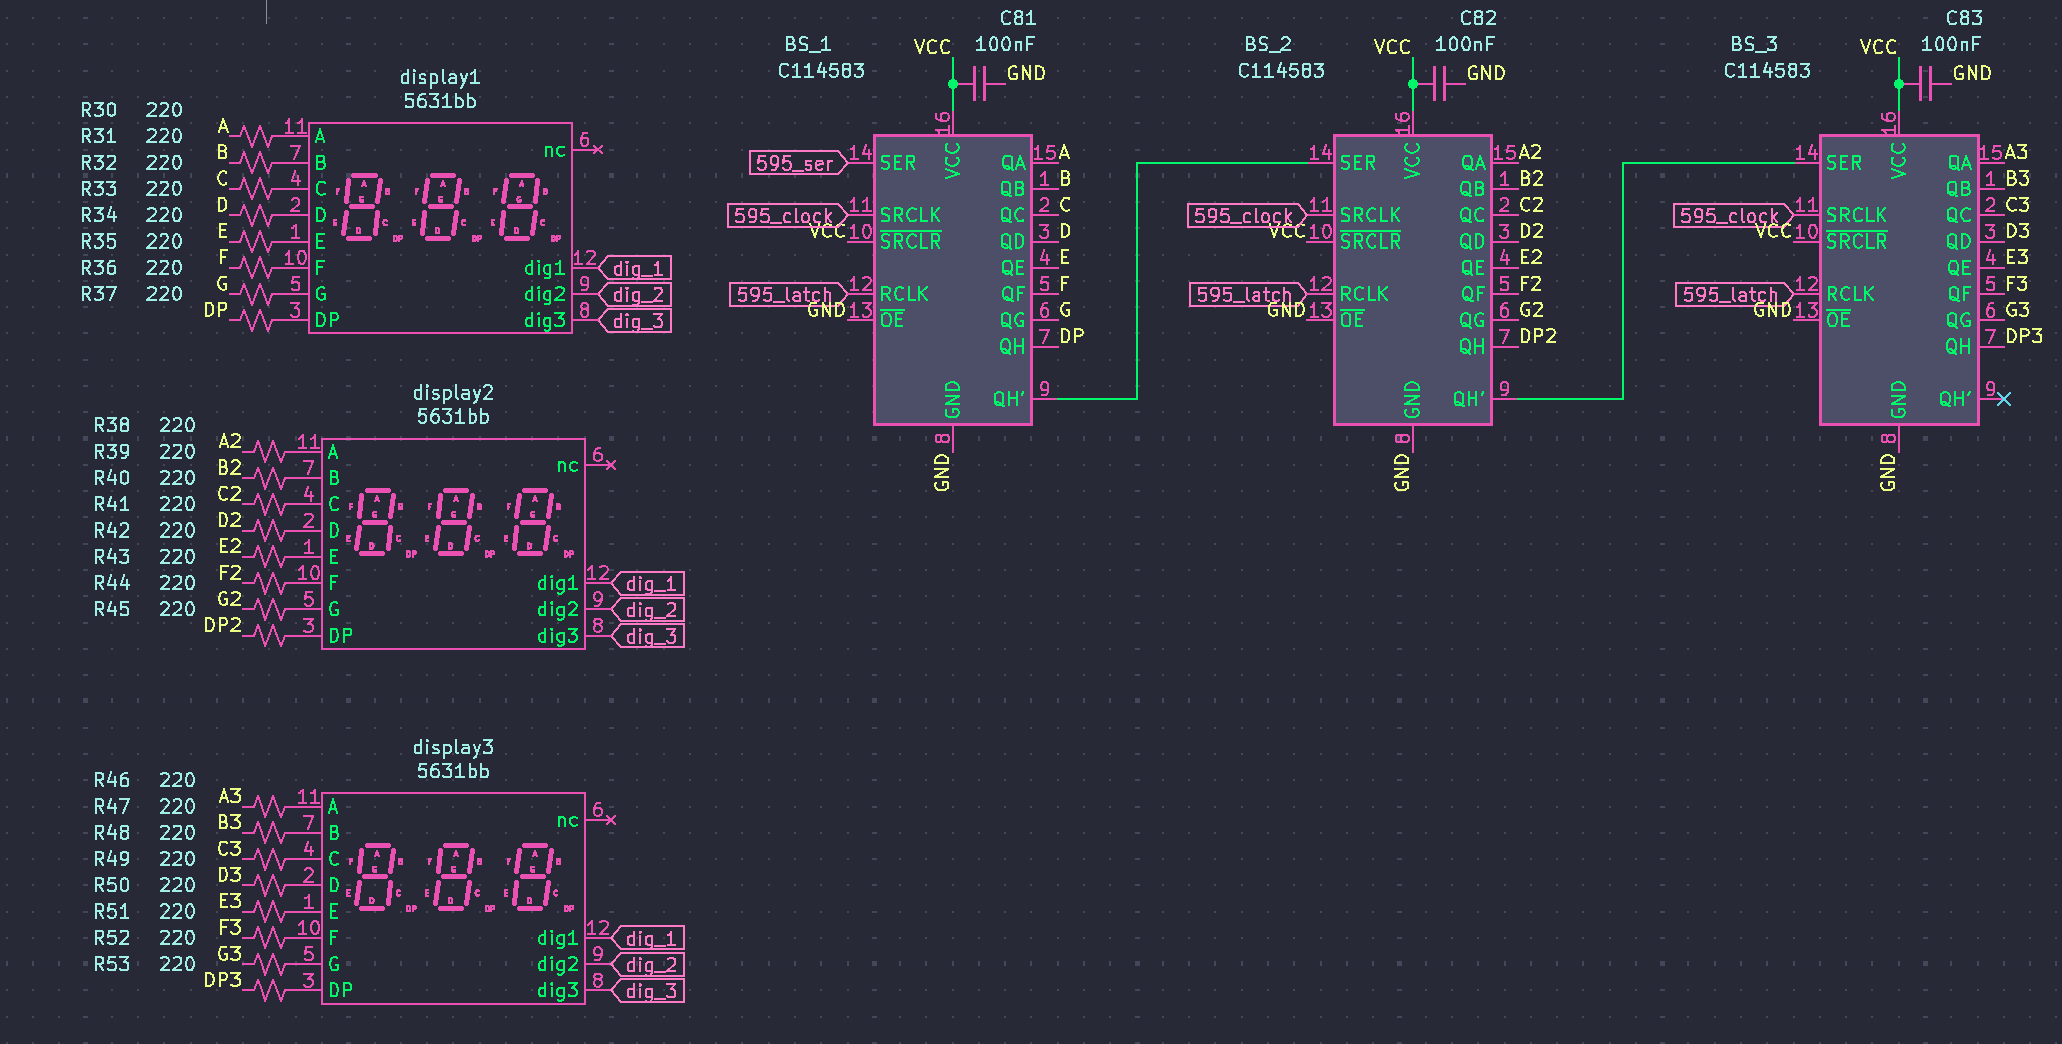 display1
5631bb
R30 220
R31 220
R32 220
R33 220
R34 220
R35 220
R36 220
R37 220
A 11 A
B 7 B
C 4 C
D 2 D
E 1 E
F 10 F
G 5 G
DP 3 DP
nc 6
dig1 12 dig_1
dig2 9 dig_2
dig3 8 dig_3
A F B G E C D DP
A F B G E C D DP
A F B G E C D DP
display2
5631bb
R38 220
R39 220
R40 220
R41 220
R42 220
R43 220
R44 220
R45 220
A2 11 A
B2 7 B
C2 4 C
D2 2 D
E2 1 E
F2 10 F
G2 5 G
DP2 3 DP
nc 6
dig1 12 dig_1
dig2 9 dig_2
dig3 8 dig_3
A F B G E C D DP
A F B G E C D DP
A F B G E C D DP
display3
5631bb
R46 220
R47 220
R48 220
R49 220
R50 220
R51 220
R52 220
R53 220
A3 11 A
B3 7 B
C3 4 C
D3 2 D
E3 1 E
F3 10 F
G3 5 G
DP3 3 DP
nc 6
dig1 12 dig_1
dig2 9 dig_2
dig3 8 dig_3
A F B G E C D DP
A F B G E C D DP
A F B G E C D DP
C81
BS_1 VCC 100nF
C114583 GND
16
VCC
595_ser 14 SER QA 15 A
QB 1 B
595_clock 11 SRCLK QC 2 C
VCC 10 SRCLR QD 3 D
QE 4 E
595_latch 12 RCLK QF 5 F
GND 13 OE QG 6 G
QH 7 DP
QH' 9
GND
8
GND
C82
BS_2 VCC 100nF
C114583 GND
16
VCC
14 SER QA 15 A2
QB 1 B2
595_clock 11 SRCLK QC 2 C2
VCC 10 SRCLR QD 3 D2
QE 4 E2
595_latch 12 RCLK QF 5 F2
GND 13 OE QG 6 G2
QH 7 DP2
QH' 9
GND
8
GND
C83
BS_3 VCC 100nF
C114583 GND
16
VCC
14 SER QA 15 A3
QB 1 B3
595_clock 11 SRCLK QC 2 C3
VCC 10 SRCLR QD 3 D3
QE 4 E3
595_latch 12 RCLK QF 5 F3
GND 13 OE QG 6 G3
QH 7 DP3
QH' 9
GND
8
GND